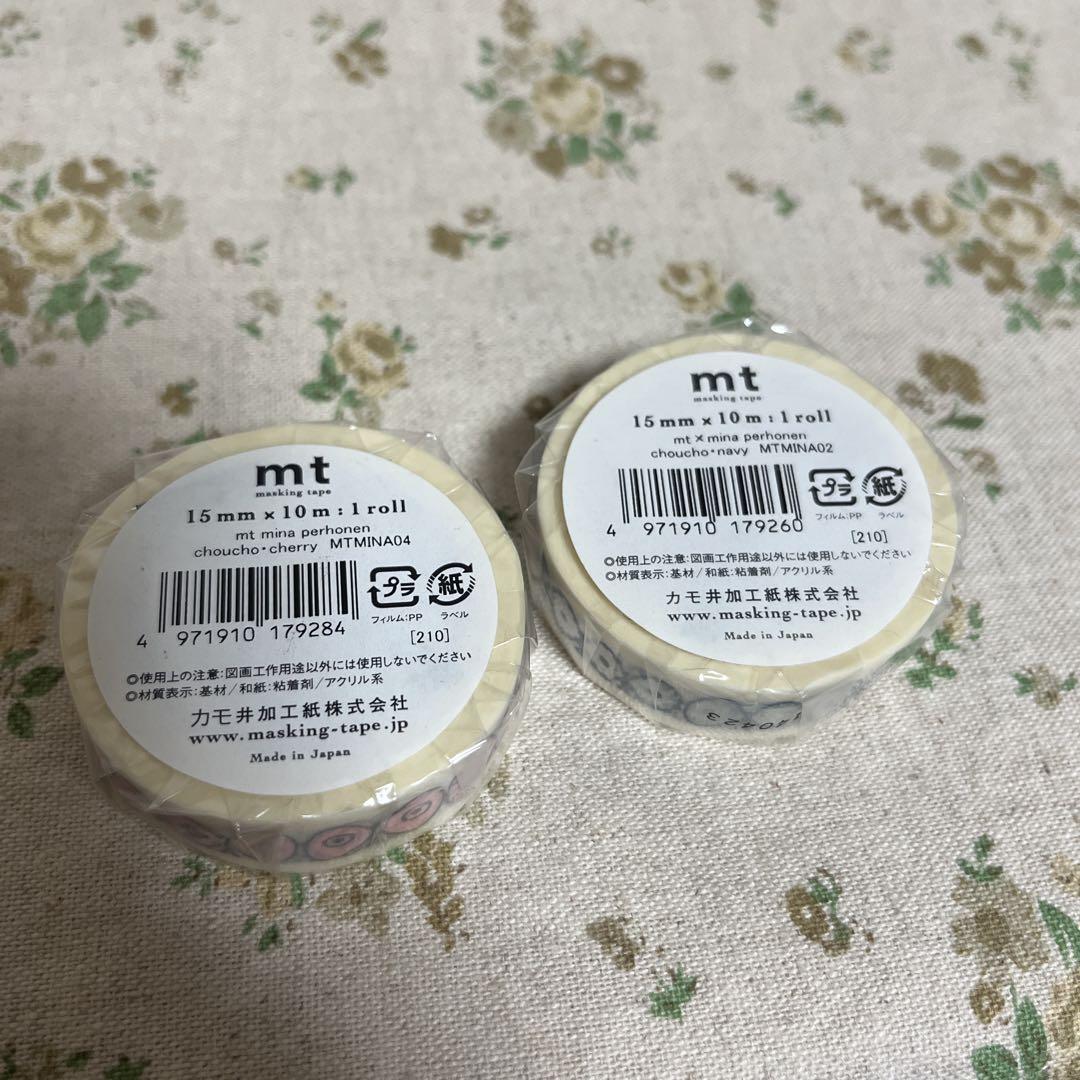 mt
masking tape
15mm × 10m : 1 roll
mt mina perhonen
choucho・cherry MTMINA04
4 971910 179284
プラ
フィルム:PP
紙
ラベル
[210]
◎使用上の注意:図画工作用途以外には使用しないでください
◎材質表示:基材/和紙:粘着剤/アクリル系
カモ井加工紙株式会社
www.masking-tape.jp
Made in Japan
mt
masking tape
15mm × 10m : 1 roll
mt × mina perhonen
choucho・navy MTMINA02
4 971910 179260
プラ
フィルム:PP
紙
ラベル
[210]
◎使用上の注意:図画工作用途以外には使用しないでください
◎材質表示:基材/和紙:粘着剤/アクリル系
カモ井加工紙株式会社
www.masking-tape.jp
Made in Japan